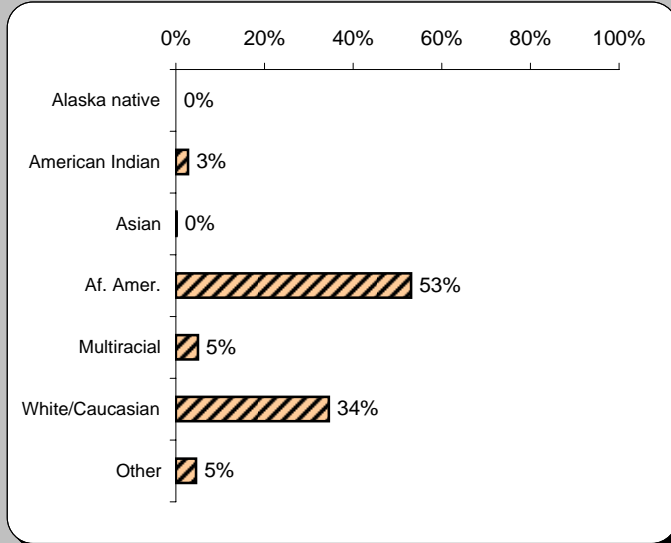 0% 20% 40% 60% 80% 100%
Alaska native 0%
American Indian 3%
Asian 0%
Af. Amer. 53%
Multiracial 5%
White/Caucasian 34%
Other 5%